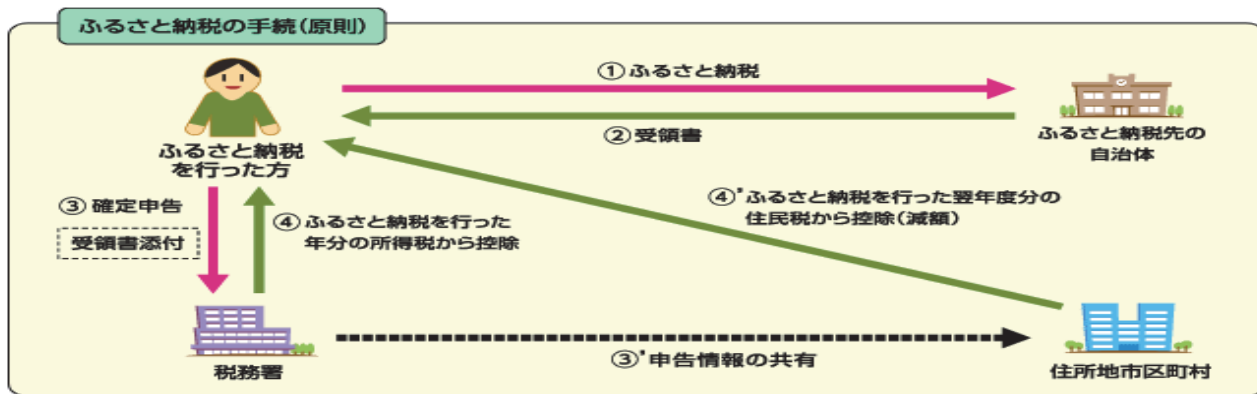 ふるさと納税の手続(原則)
①ふるさと納税
②受領書
ふるさと納税
を行った方
ふるさと納税先の
自治体
③確定申告
受領書添付
④ふるさと納税を行った
年分の所得税から控除
④'ふるさと納税を行った翌年度分の
住民税から控除(減額)
税務署
③'申告情報の共有
住所地市区町村